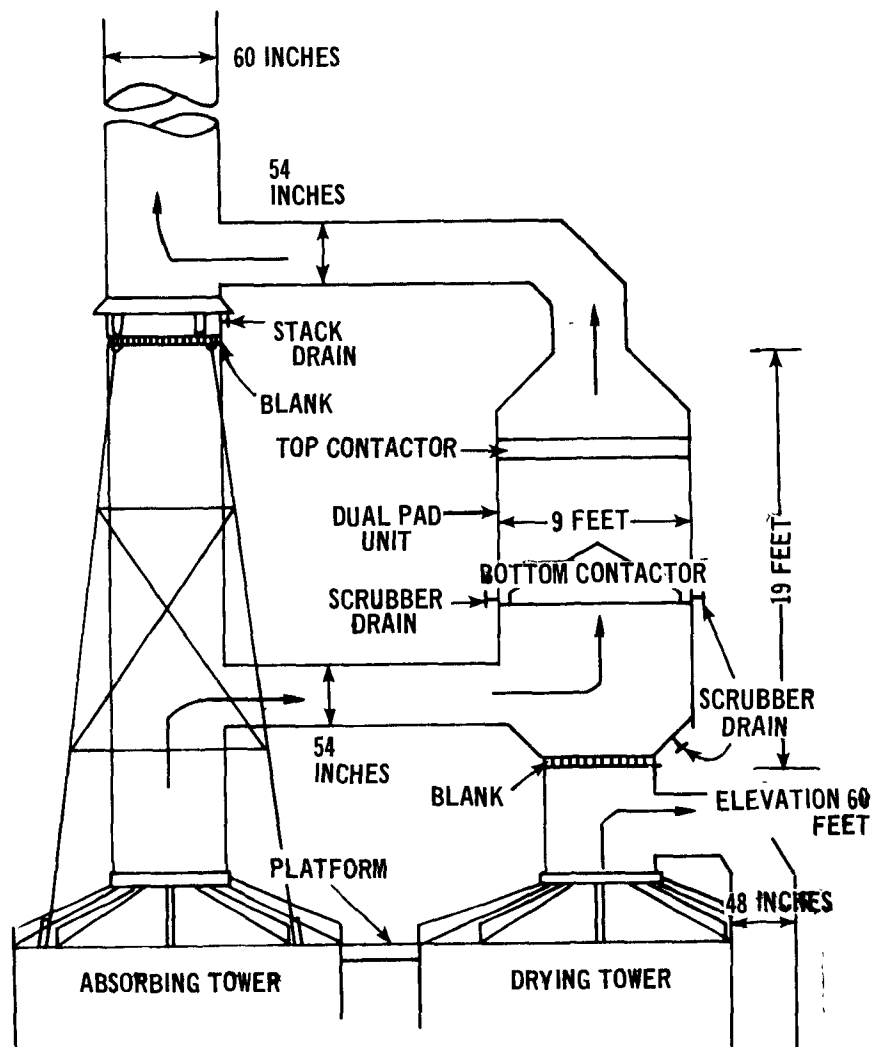 60 INCHES
54
INCHES
STACK
DRAIN
BLANK
TOP CONTACTOR
DUAL PAD
UNIT
9 FEET
BOTTOM CONTACTOR
SCRUBBER
DRAIN
19 FEET
SCRUBBER
DRAIN
54
INCHES
BLANK
ELEVATION 60
FEET
PLATFORM
48 INCHES
ABSORBING TOWER
DRYING TOWER